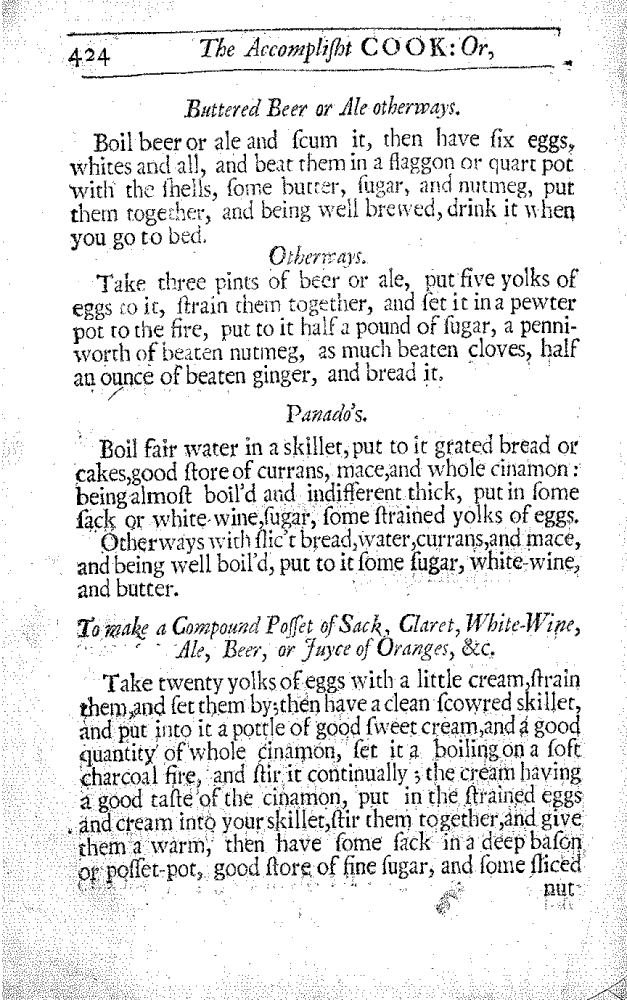 424 The Accompliſht COOK: Or,
Buttered Beer or Ale otherways.
Boil beer or ale and ſcum it, then have ſix eggs,
whites and all, and beat them in a flaggon or quart pot
with the ſhells, ſome butter, ſugar, and nutmeg, put
them together, and being well brewed, drink it when
you go to bed.
Otherways.
Take three pints of beer or ale, put five yolks of
eggs to it, ſtrain them together, and ſet it in a pewter
pot to the fire, put to it half a pound of ſugar, a penni-
worth of beaten nutmeg, as much beaten cloves, half
an ounce of beaten ginger, and bread it.
Panado's.
Boil fair water in a skillet, put to it grated bread or
cakes,good ſtore of currans, mace,and whole cinamon:
being almoſt boil'd and indifferent thick, put in ſome
ſack or white-wine,ſugar, ſome ſtrained yolks of eggs.
Otherways with ſlic't bread,water,currans,and mace,
and being well boil'd, put to it ſome ſugar, white-wine,
and butter.
To make a Compound Poſſet of Sack, Claret, White-Wine,
Ale, Beer, or Juyce of Oranges, &c.
Take twenty yolks of eggs with a little cream,ſtrain
them,and ſet them by;then have a clean ſcowred skillet,
and put into it a pottle of good ſweet cream,and a good
quantity of whole cinamon, ſet it a boiling on a ſoft
charcoal fire, and ſtir it continually; the cream having
a good taſte of the cinamon, put in the ſtrained eggs
and cream into your skillet,ſtir them together,and give
them a warm, then have ſome ſack in a deep baſon
or poſſet-pot, good ſtore of fine ſugar, and ſome ſliced
nut-